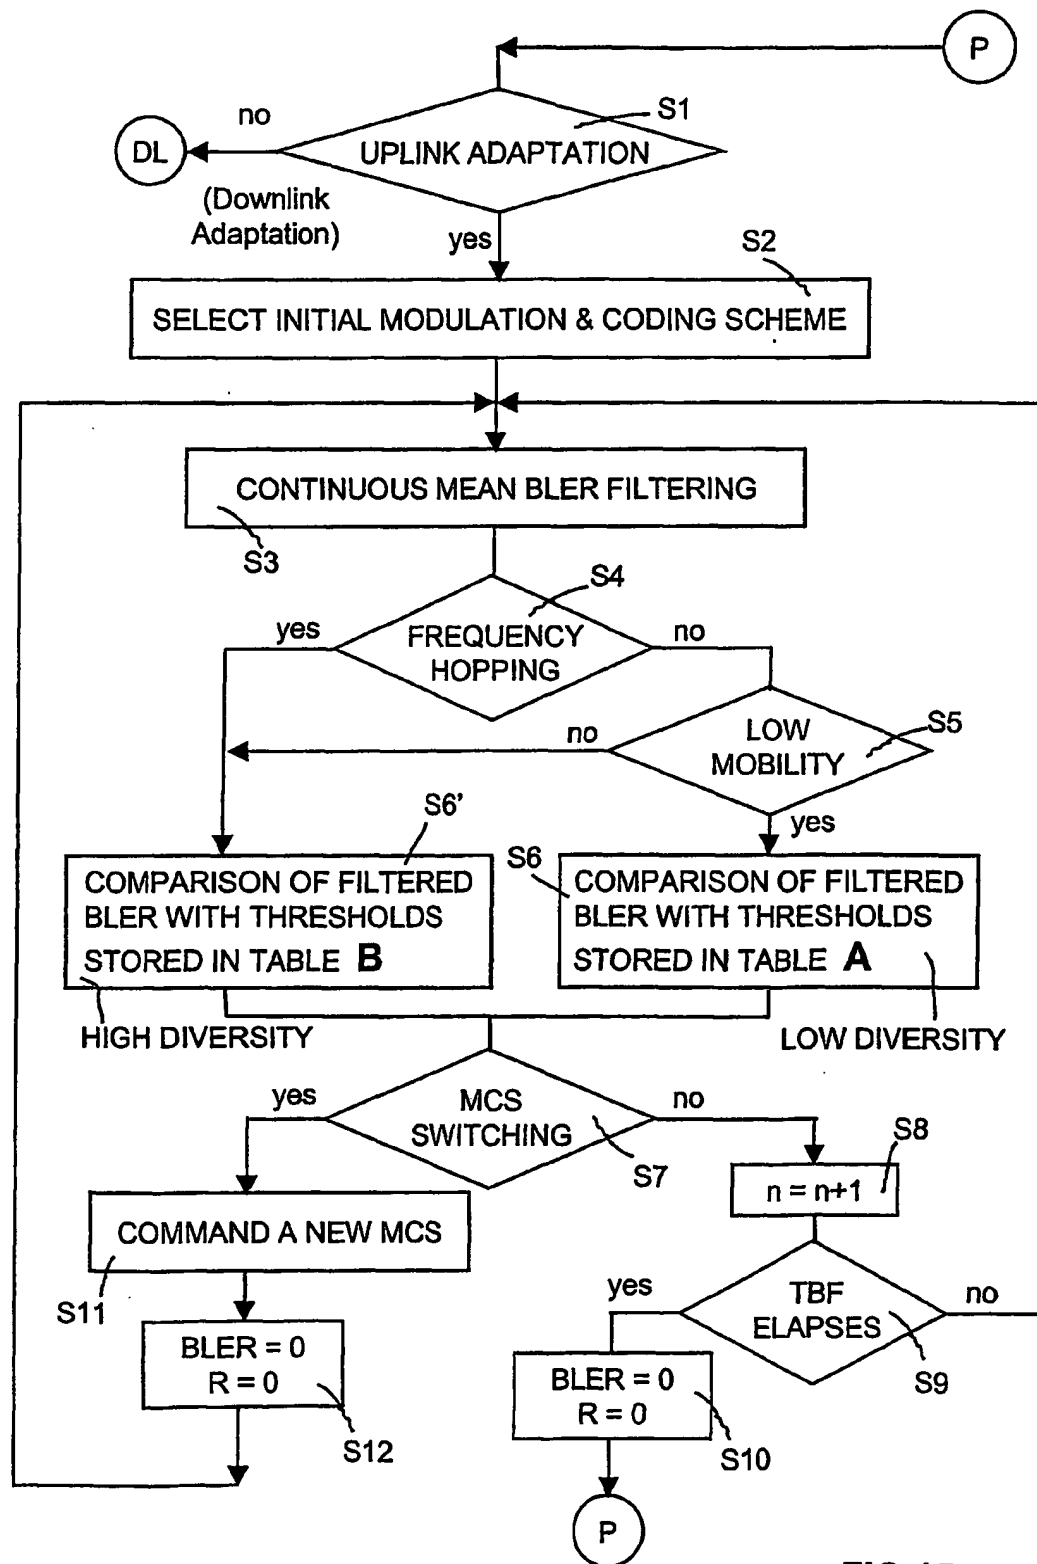 P
S1
no
DL
UPLINK ADAPTATION
(Downlink
Adaptation)
yes
S2
SELECT INITIAL MODULATION & CODING SCHEME
CONTINUOUS MEAN BLER FILTERING
S3
S4
yes
FREQUENCY
HOPPING
no
no
LOW
MOBILITY
S5
S6’
yes
S6
COMPARISON OF FILTERED
BLER WITH THRESHOLDS
STORED IN TABLE B
COMPARISON OF FILTERED
BLER WITH THRESHOLDS
STORED IN TABLE A
HIGH DIVERSITY
LOW DIVERSITY
yes
MCS
SWITCHING
no
S7
S8
n = n+1
COMMAND A NEW MCS
S11
yes
TBF
ELAPSES
no
S9
BLER = 0
R = 0
S12
BLER = 0
R = 0
S10
P